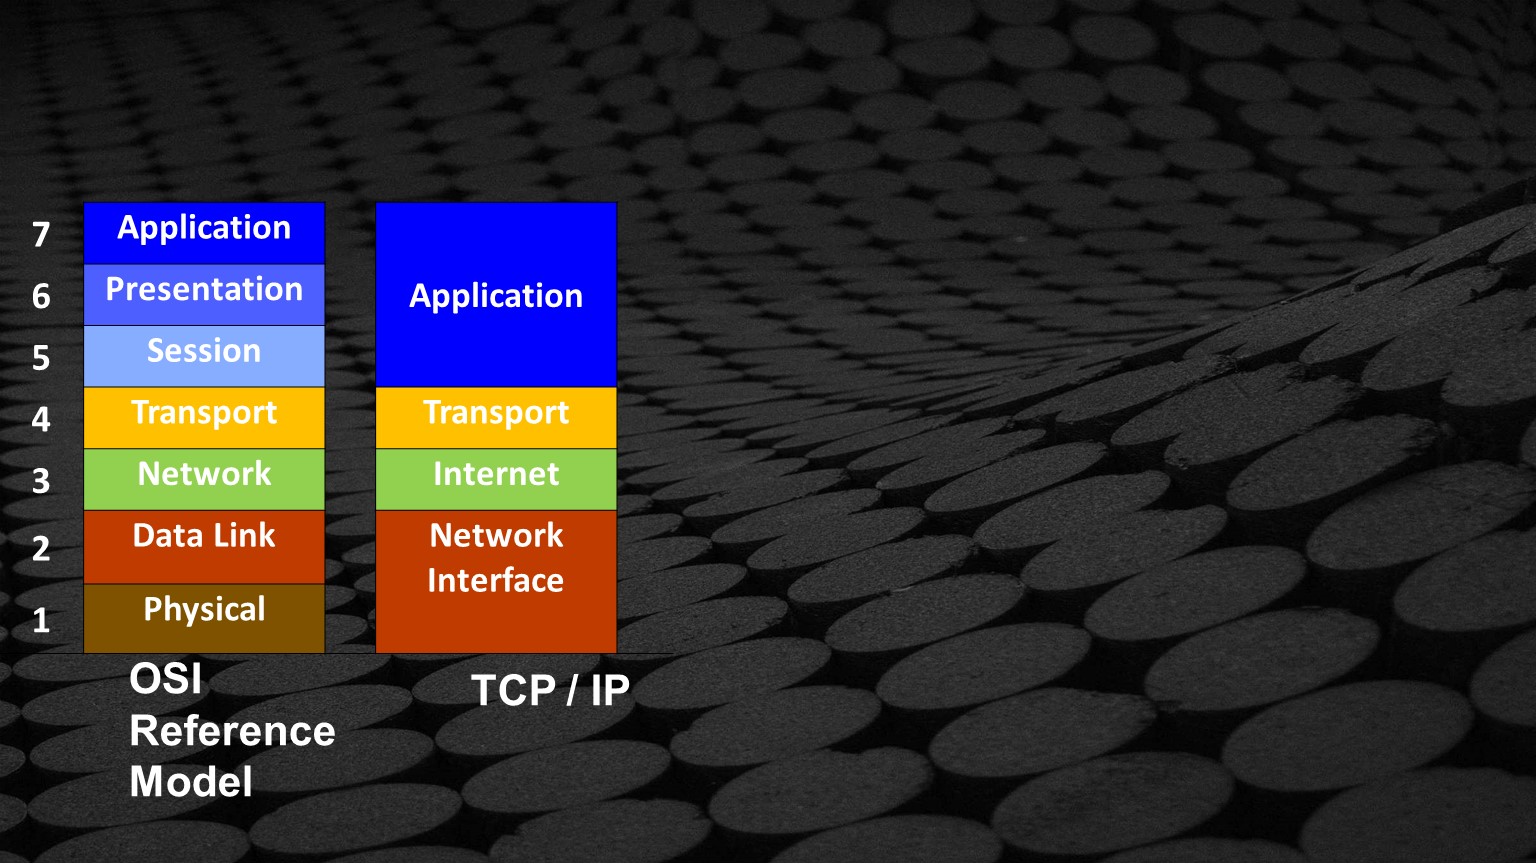 7
Application
6
Presentation
5
Session
4
Transport
3
Network
2
Data Link
1
Physical
OSI
Reference
Model
Application
Transport
Internet
Network
Interface
TCP / IP